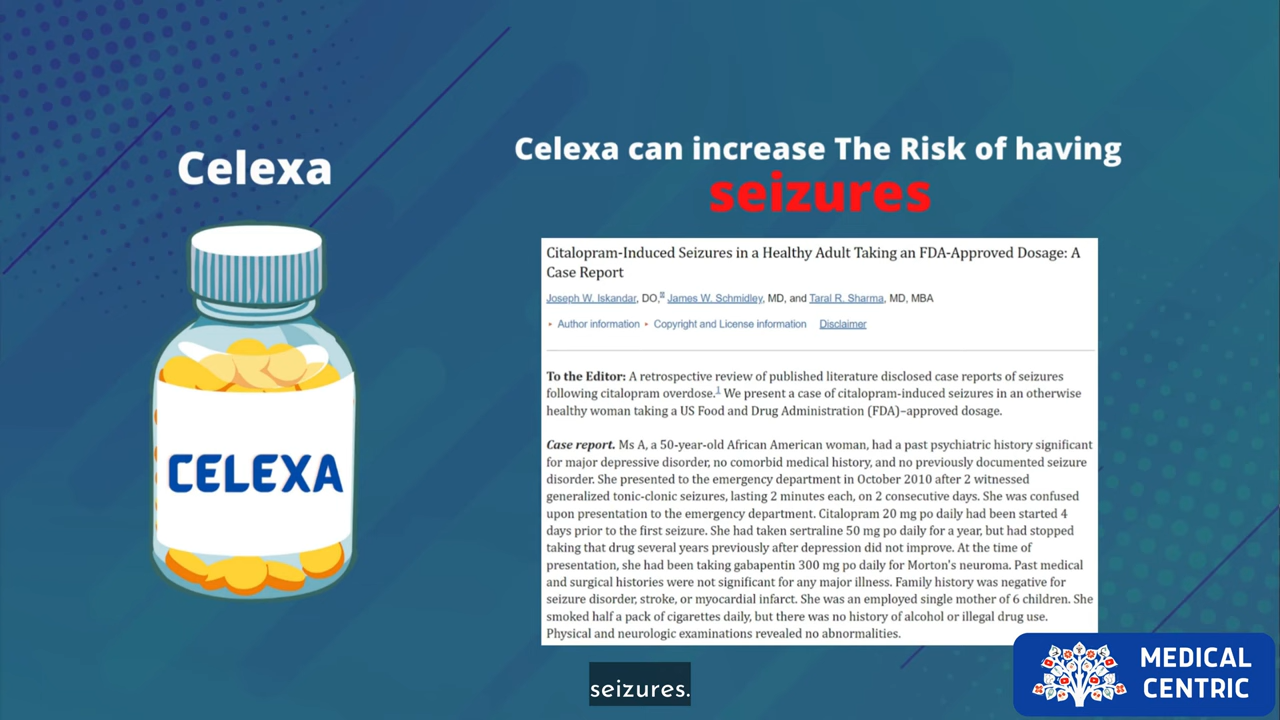 Celexa
CELEXA
Celexa can increase The Risk of having
seizures
Citalopram-Induced Seizures in a Healthy Adult Taking an FDA-Approved Dosage: A
Case Report
Joseph W. Iskandar, DO, James W. Schmidley, MD, and Taral R. Sharma, MD, MBA
▸ Author information ▸ Copyright and License information Disclaimer
To the Editor: A retrospective review of published literature disclosed case reports of seizures
following citalopram overdose.1 We present a case of citalopram-induced seizures in an otherwise
healthy woman taking a US Food and Drug Administration (FDA)–approved dosage.
Case report. Ms A, a 50-year-old African American woman, had a past psychiatric history significant
for major depressive disorder, no comorbid medical history, and no previously documented seizure
disorder. She presented to the emergency department in October 2010 after 2 witnessed
generalized tonic-clonic seizures, lasting 2 minutes each, on 2 consecutive days. She was confused
upon presentation to the emergency department. Citalopram 20 mg po daily had been started 4
days prior to the first seizure. She had taken sertraline 50 mg po daily for a year, but had stopped
taking that drug several years previously after depression did not improve. At the time of
presentation, she had been taking gabapentin 300 mg po daily for Morton's neuroma. Past medical
and surgical histories were not significant for any major illness. Family history was negative for
seizure disorder, stroke, or myocardial infarct. She was an employed single mother of 6 children. She
smoked half a pack of cigarettes daily, but there was no history of alcohol or illegal drug use.
Physical and neurologic examinations revealed no abnormalities.
seizures.
MEDICAL
CENTRIC